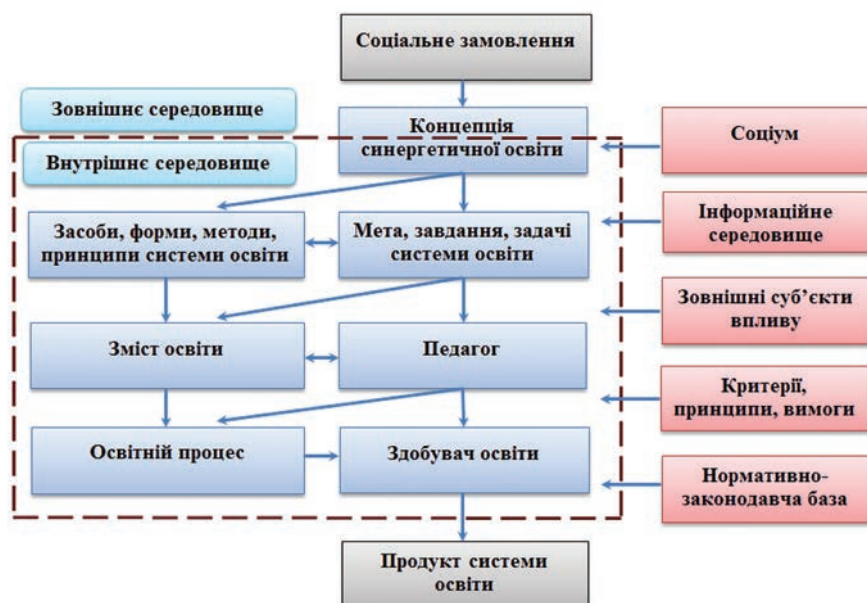 Соціальне замовлення
Зовнішнє середовище
Концепція
синергетичної освіти
Соціум
Внутрішнє середовище
Засоби, форми, методи,
принципи системи освіти
Мета, завдання, задачі
системи освіти
Інформаційне
середовище
Зовнішні суб’єкти
впливу
Зміст освіти
Педагог
Критерії,
принципи, вимоги
Освітній процес
Здобувач освіти
Нормативно-
законодавча база
Продукт системи
освіти